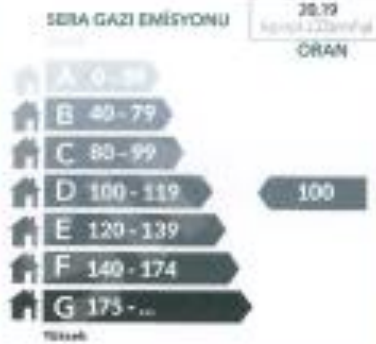 SERA GAZI EMİSYONU
20.19
ORAN
A 0-39
B 40-79
C 80-99
D 100-119
100
E 120-139
F 140-174
G 175-...
Yüksek